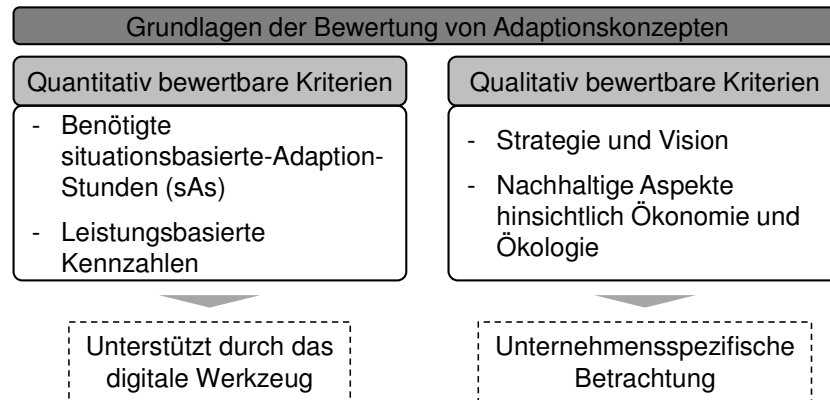 Grundlagen der Bewertung von Adaptionskonzepten
Quantitativ bewertbare Kriterien
- Benötigte
situationsbasierte-Adaption-
Stunden (sAs)
- Leistungsbasierte
Kennzahlen
Unterstützt durch das
digitale Werkzeug
Qualitativ bewertbare Kriterien
- Strategie und Vision
- Nachhaltige Aspekte
hinsichtlich Ökonomie und
Ökologie
Unternehmensspezifische
Betrachtung